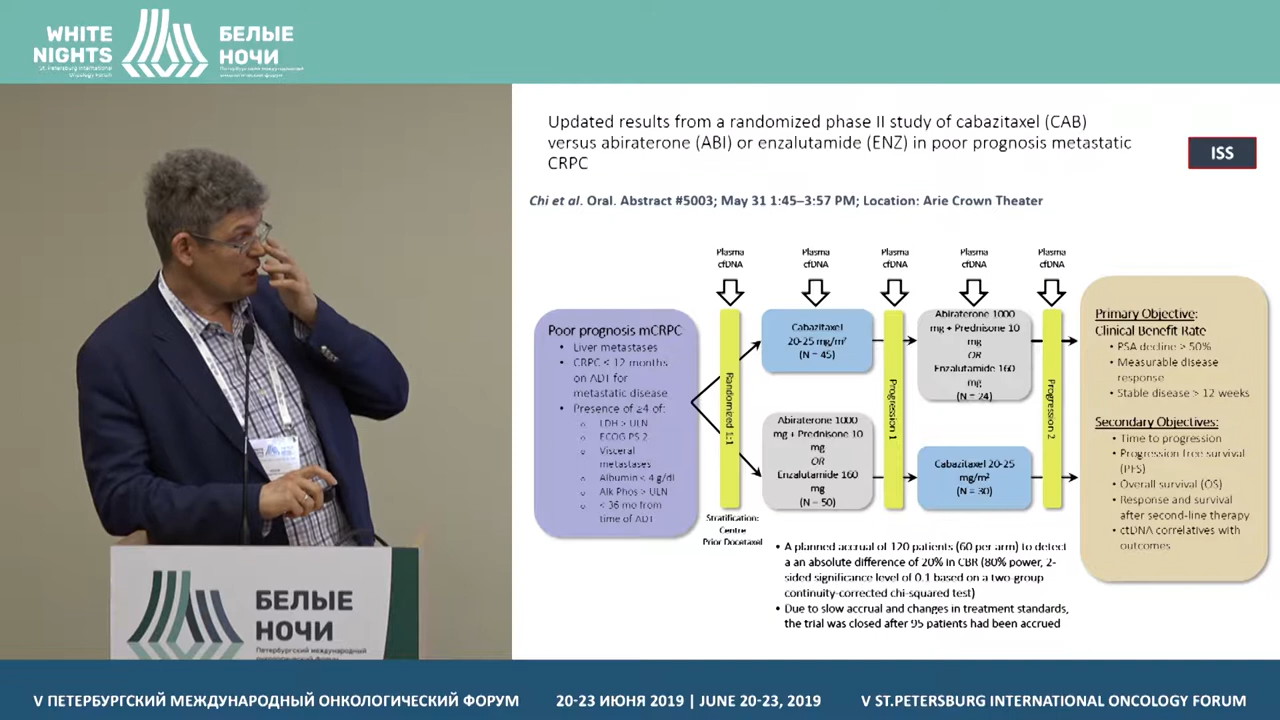 WHITE
NIGHTS
St. Petersburg International
Oncology Forum
БЕЛЫЕ
НОЧИ
Петербургский международный
онкологический форум
Updated results from a randomized phase II study of cabazitaxel (CAB)
versus abiraterone (ABI) or enzalutamide (ENZ) in poor prognosis metastatic
CRPC
ISS
Chi et al. Oral. Abstract #5003; May 31 1:45–3:57 PM; Location: Arie Crown Theater
Plasma
cfDNA
Plasma
cfDNA
Plasma
cfDNA
Plasma
cfDNA
Plasma
cfDNA
Poor prognosis mCRPC
• Liver metastases
• CRPC < 12 months
on ADT for
metastatic disease
• Presence of ≥4 of:
o LDH > ULN
o ECOG PS 2
o Visceral
metastases
o Albumin < 4 g/dl
o Alk Phos > ULN
o < 36 mo from
time of ADT
Randomized 1:1
Stratification:
Centre
Prior Docetaxel
Cabazitaxel
20-25 mg/m²
(N = 45)
Abiraterone 1000
mg + Prednisone 10
mg
OR
Enzalutamide 160
mg
(N = 50)
Progression 1
Abiraterone 1000
mg + Prednisone 10
mg
OR
Enzalutamide 160
mg
(N = 24)
Cabazitaxel 20-25
mg/m²
(N = 30)
Progression 2
Primary Objective:
Clinical Benefit Rate
• PSA decline > 50%
• Measurable disease
response
• Stable disease > 12 weeks
Secondary Objectives:
• Time to progression
• Progression free survival
(PFS)
• Overall survival (OS)
• Response and survival
after second-line therapy
• ctDNA correlatives with
outcomes
• A planned accrual of 120 patients (60 per arm) to detect
a an absolute difference of 20% in CBR (80% power, 2-
sided significance level of 0.1 based on a two-group
continuity-corrected chi-squared test)
• Due to slow accrual and changes in treatment standards,
the trial was closed after 95 patients had been accrued
БЕЛЫЕ
НОЧИ
Петербургский международный
онкологический форум
V ПЕТЕРБУРГСКИЙ МЕЖДУНАРОДНЫЙ ОНКОЛОГИЧЕСКИЙ ФОРУМ
20-23 ИЮНЯ 2019 | JUNE 20-23, 2019
V ST.PETERSBURG INTERNATIONAL ONCOLOGY FORUM